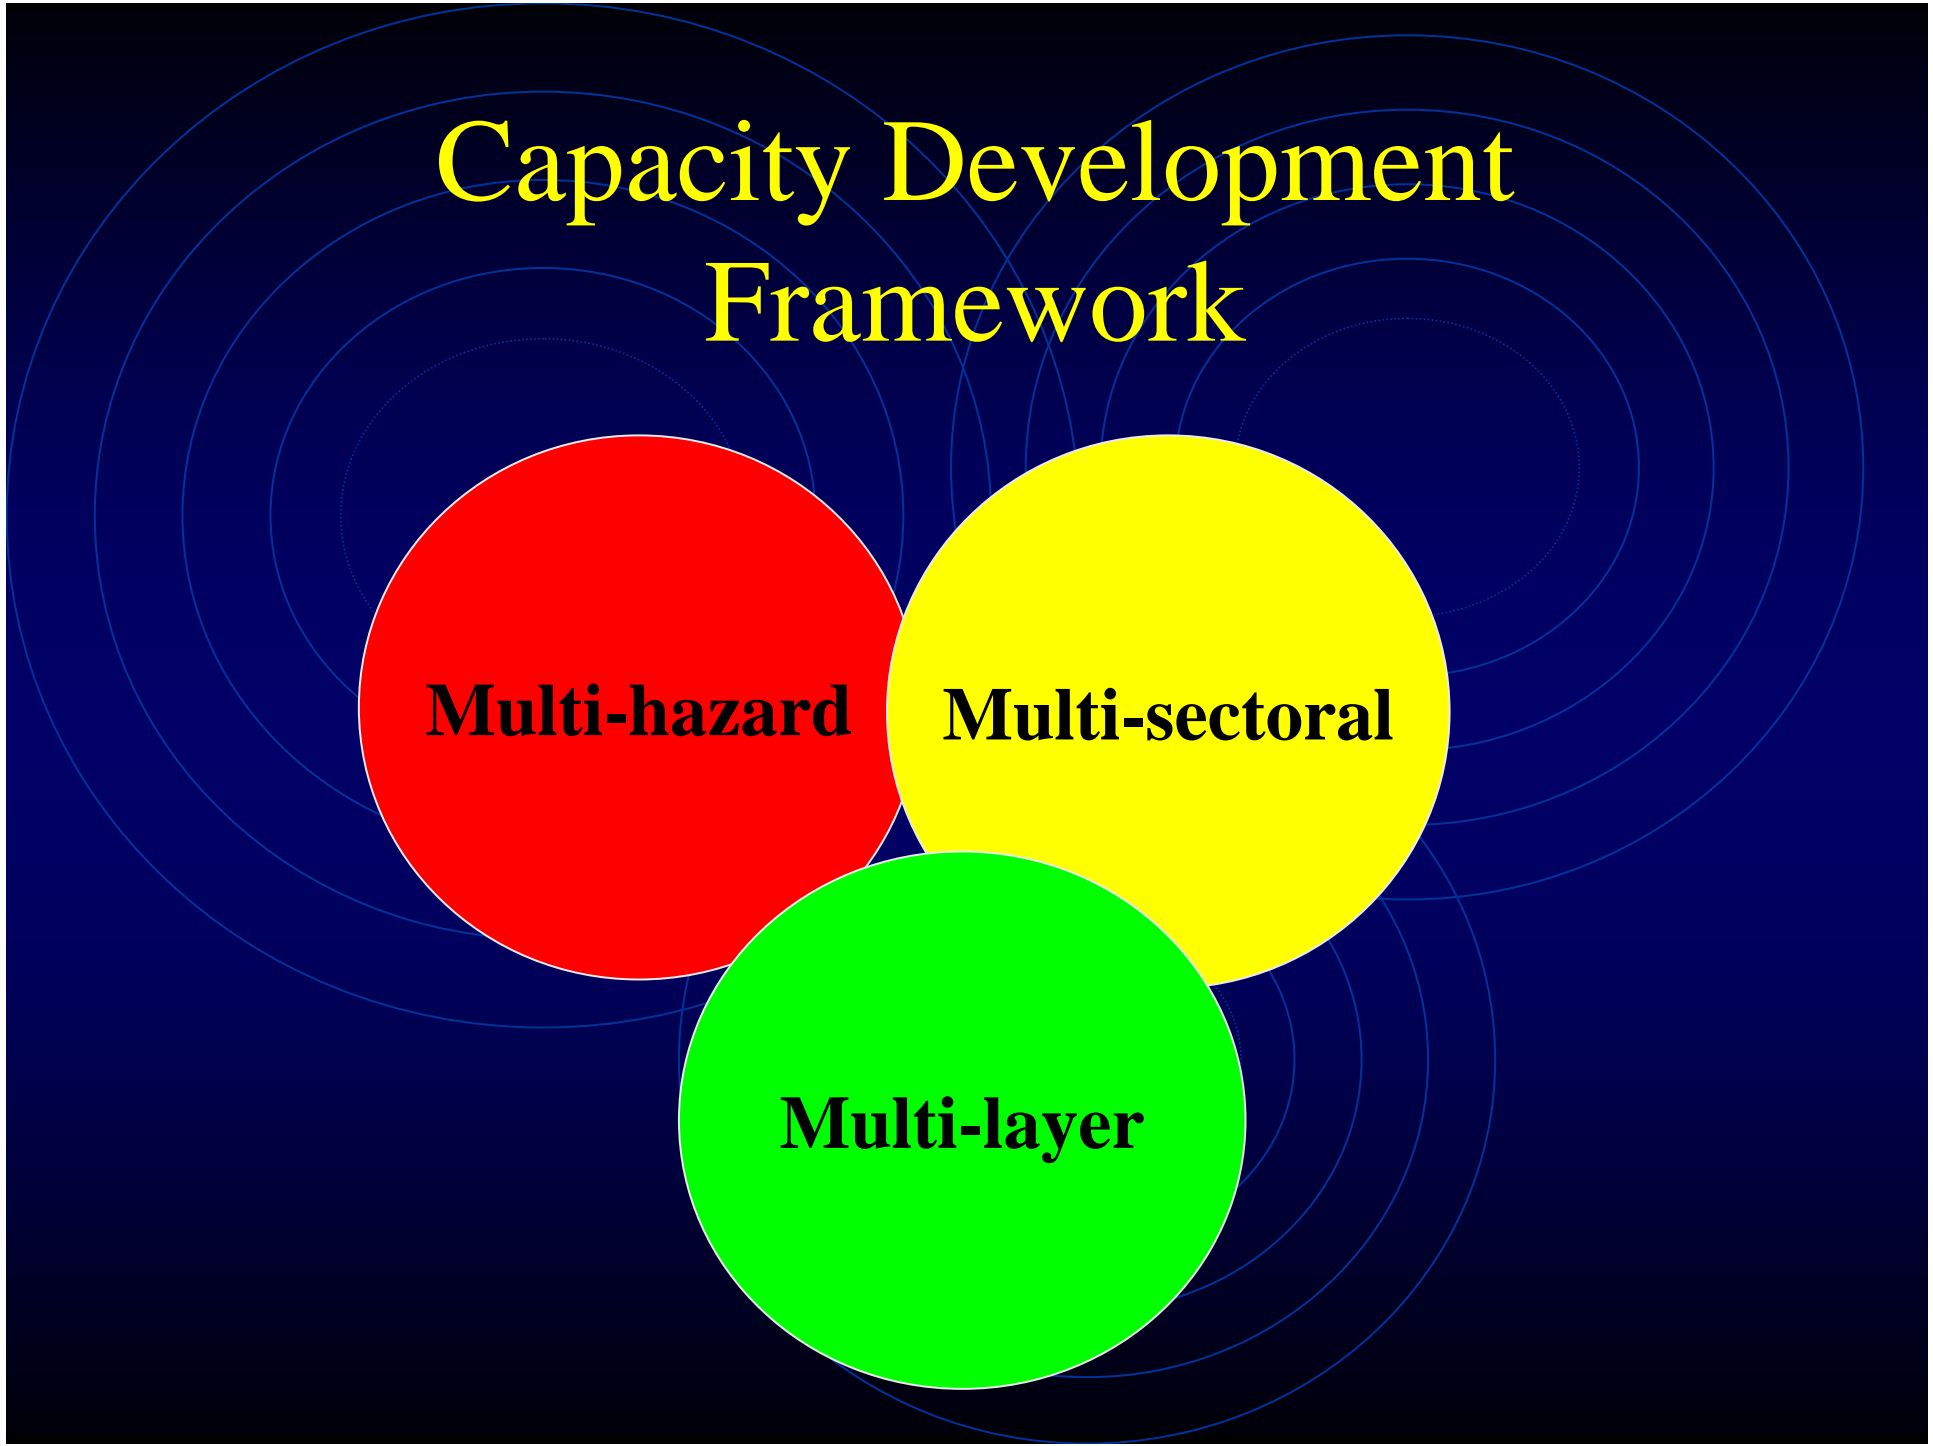 Capacity Development
Framework
Multi-hazard
Multi-sectoral
Multi-layer